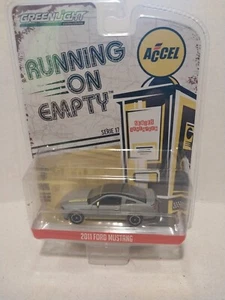 GREENLIGHT
ACCEL
RUNNING
ON
EMPTY
SERIE 17
2011 FORD MUSTANG